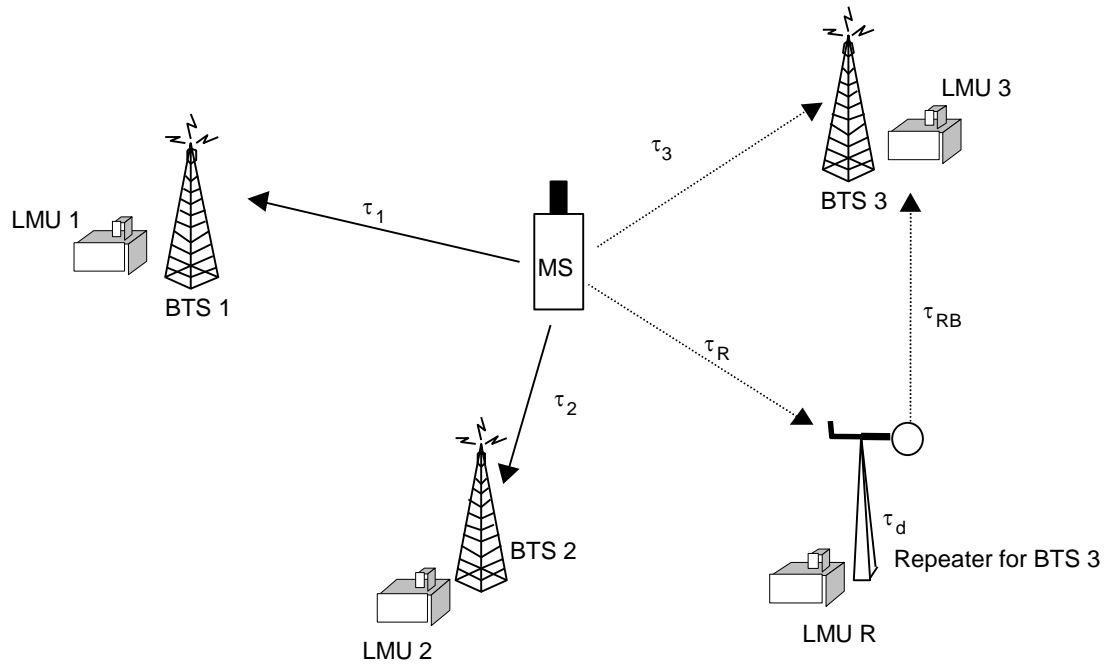 LMU 3
τ3
BTS 3
LMU 1
τ1
MS
BTS 1
τRB
τR
τ2
τd
BTS 2
Repeater for BTS 3
LMU 2
LMU R